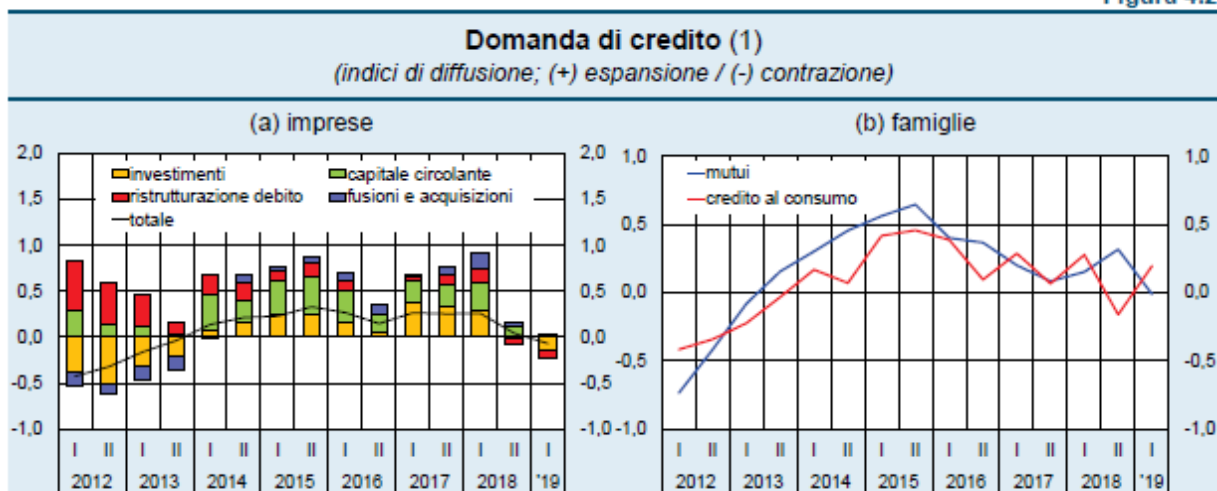 Figura 4.2
Domanda di credito (1)
(indici di diffusione; (+) espansione / (-) contrazione)
(a) imprese
2,0 2,0
investimenti capitale circolante
1,5 1,5
ristrutturazione debito fusioni e acquisizioni
totale
1,0 1,0
0,5 0,5
0,0 0,0
-0,5 -0,5
-1,0 -1,0
I II I II I II I II I II I II I II I
2012 2013 2014 2015 2016 2017 2018 '19
(b) famiglie
1,0 1,0
mutui
credito al consumo
0,5 0,5
0,0 0,0
-0,5 -0,5
-1,0 -1,0
I II I II I II I II I II I II I II I
2012 2013 2014 2015 2016 2017 2018 '19